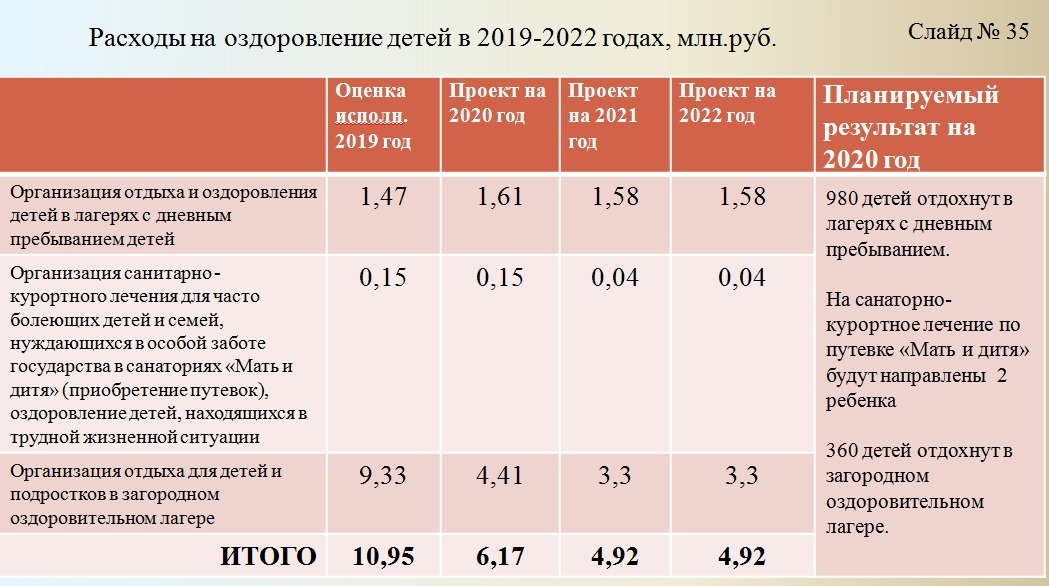 Расходы на оздоровление детей в 2019-2022 годах, млн.руб.
Слайд № 35
Оценка
исполн.
2019 год
Проект на
2020 год
Проект
на 2021
год
Проект на
2022 год
Планируемый
результат на
2020 год
Организация отдыха и оздоровления
детей в лагерях с дневным
пребыванием детей
1,47
1,61
1,58
1,58
Организация санитарно-
курортного лечения для часто
болеющих детей и семей,
нуждающихся в особой заботе
государства в санаториях «Мать и
дитя» (приобретение путевок),
оздоровление детей, находящихся в
трудной жизненной ситуации
0,15
0,15
0,04
0,04
Организация отдыха для детей и
подростков в загородном
оздоровительном лагере
9,33
4,41
3,3
3,3
ИТОГО
10,95
6,17
4,92
4,92
980 детей отдохнут в
лагерях с дневным
пребыванием.
На санаторно-
курортное лечение по
путевке «Мать и дитя»
будут направлены 2
ребенка
360 детей отдохнут в
загородном
оздоровительном
лагере.